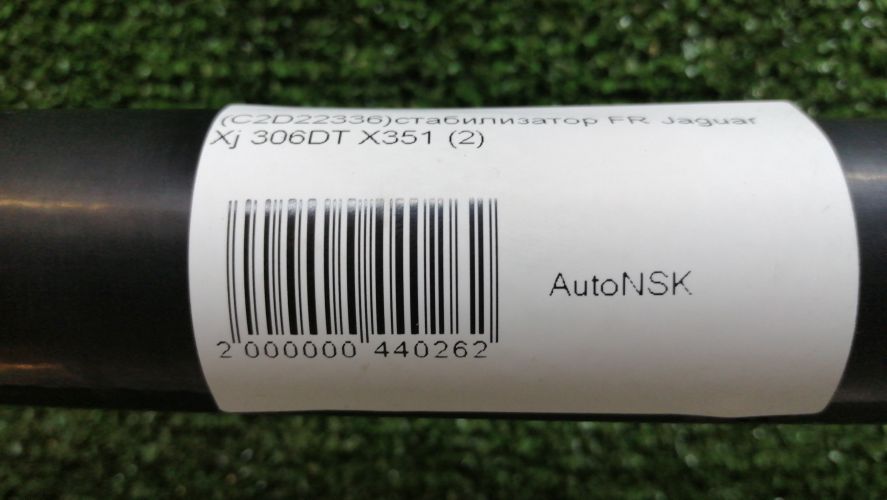 (C2D22336)стабилизатор FR Jaguar
Xj 306DT X351 (2)
AutoNSK
2 000000 440262